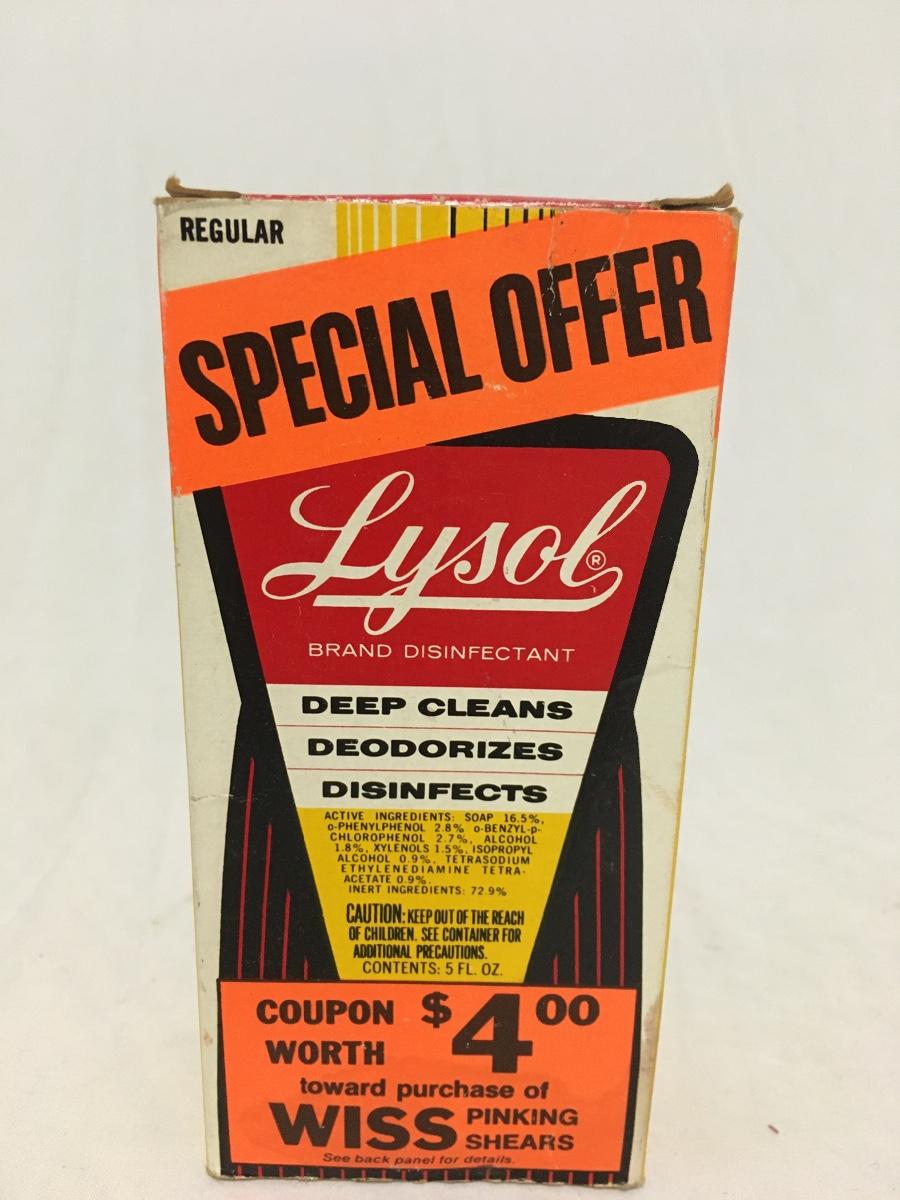 REGULAR
SPECIAL OFFER
Lysol®
BRAND DISINFECTANT
DEEP CLEANS
DEODORIZES
DISINFECTS
ACTIVE INGREDIENTS: SOAP 16.5%,
o-PHENYLPHENOL 2.8% o-BENZYL-p-
CHLOROPHENOL 2.7%, ALCOHOL
1.8%, XYLENOLS 1.5%, ISOPROPYL
ALCOHOL 0.9%, TETRASODIUM
ETHYLENEDIAMINE TETRA-
ACETATE 0.9%.
INERT INGREDIENTS: 72.9%
CAUTION: KEEP OUT OF THE REACH
OF CHILDREN. SEE CONTAINER FOR
ADDITIONAL PRECAUTIONS.
CONTENTS: 5 FL. OZ.
COUPON $4.00
WORTH
toward purchase of
WISS PINKING
SHEARS
See back panel for details.